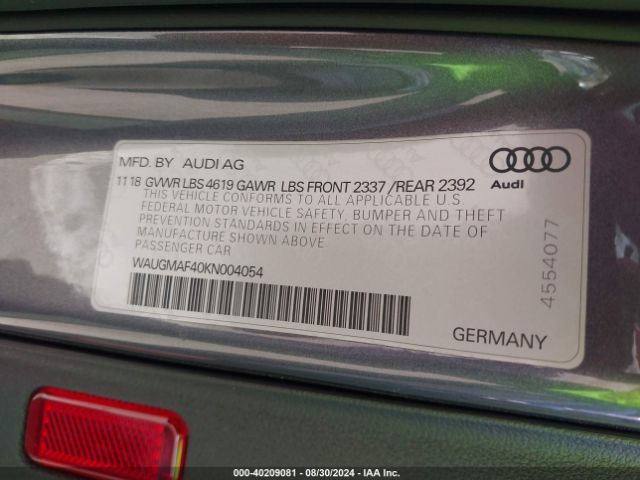 MFD. BY AUDI AG
11 18 GVWR LBS 4619 GAWR LBS FRONT 2337 /REAR 2392
THIS VEHICLE CONFORMS TO ALL APPLICABLE U.S.
FEDERAL MOTOR VEHICLE SAFETY, BUMPER AND THEFT
PREVENTION STANDARDS IN EFFECT ON THE DATE OF
MANUFACTURE SHOWN ABOVE
PASSENGER CAR
WAUGMAF40KN004054
Audi
4554077
GERMANY
000-40209081 - 08/30/2024 - IAA Inc.